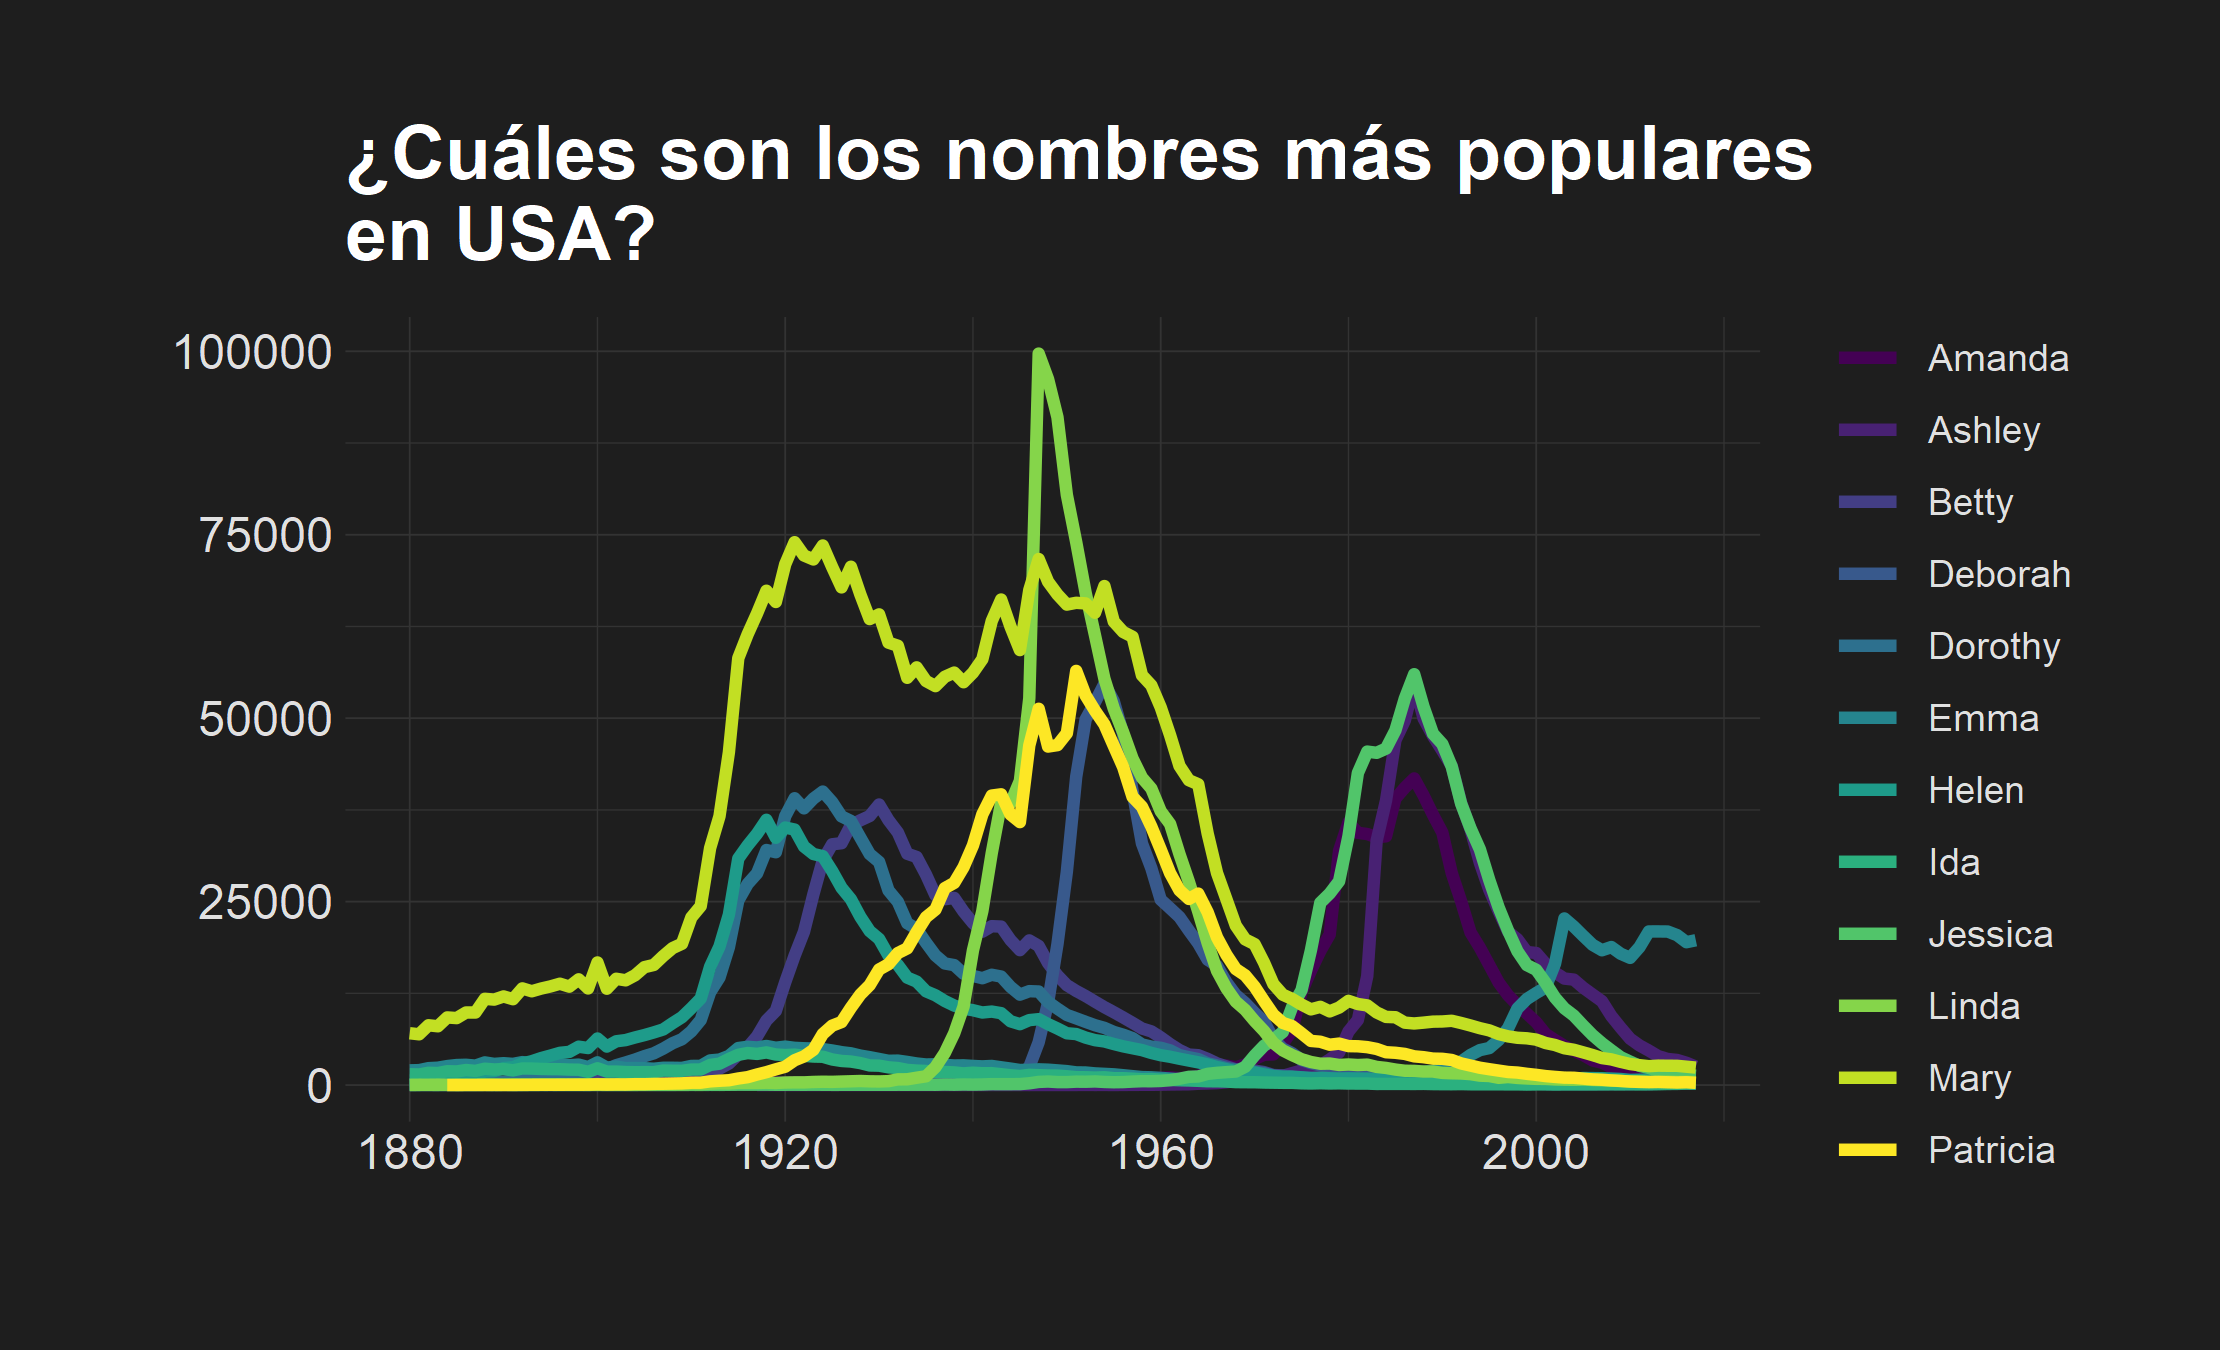 ¿Cuáles son los nombres más populares
en USA?
100000
75000
50000
25000
0
1880
1920
1960
2000
Amanda
Ashley
Betty
Deborah
Dorothy
Emma
Helen
Ida
Jessica
Linda
Mary
Patricia